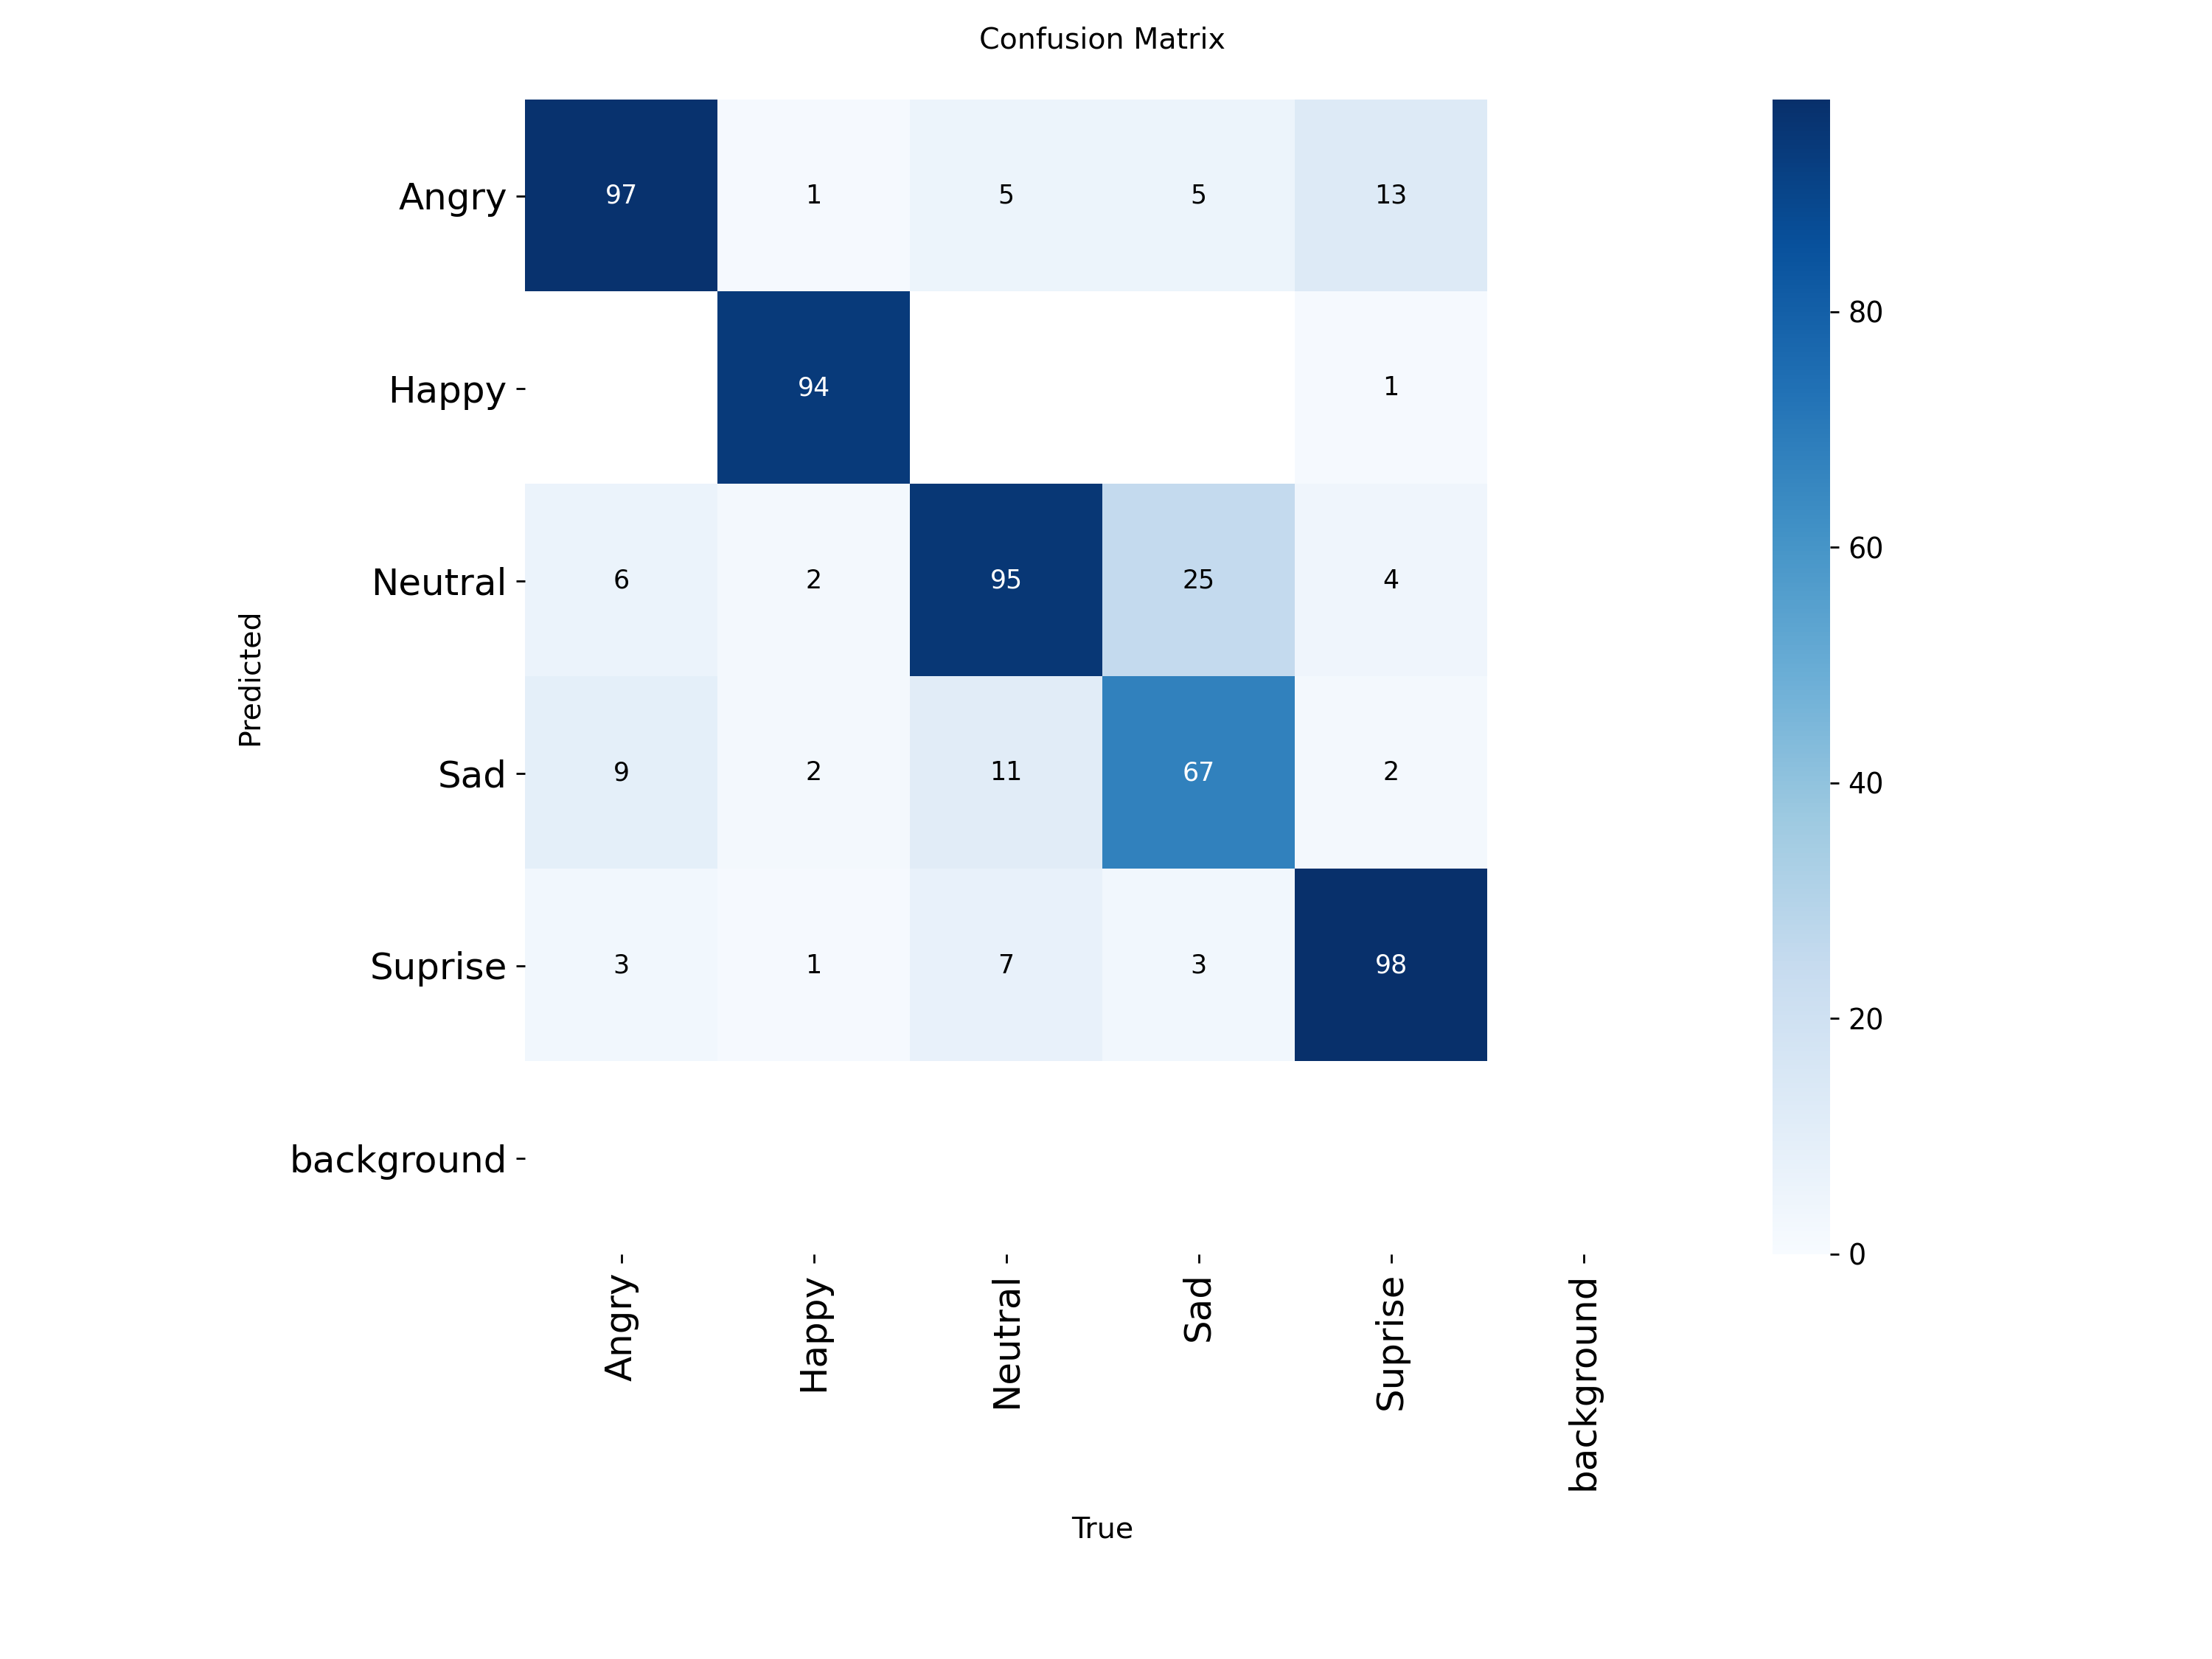 Confusion Matrix
Angry 97 1 5 5 13
Happy 94 1
Neutral 6 2 95 25 4
Sad 9 2 11 67 2
Suprise 3 1 7 3 98
background
Predicted
Angry Happy Neutral Sad Suprise background
True
80
60
40
20
0